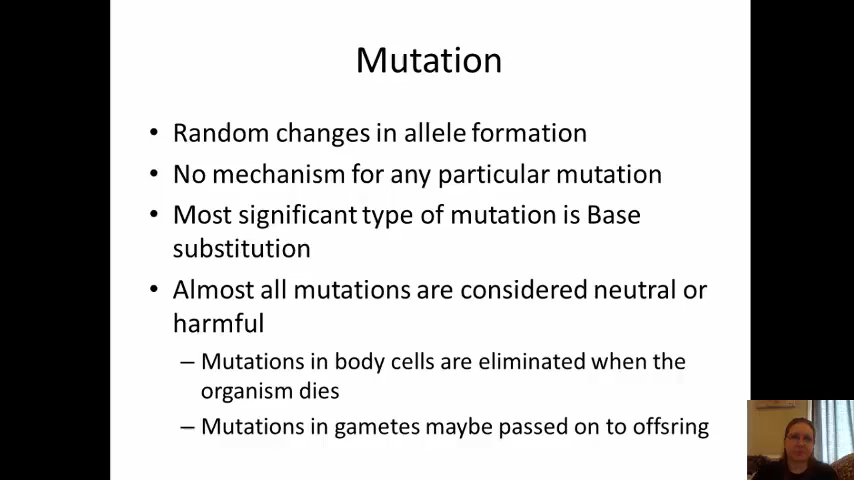 Mutation
• Random changes in allele formation
• No mechanism for any particular mutation
• Most significant type of mutation is Base
substitution
• Almost all mutations are considered neutral or
harmful
– Mutations in body cells are eliminated when the
organism dies
– Mutations in gametes maybe passed on to offsring